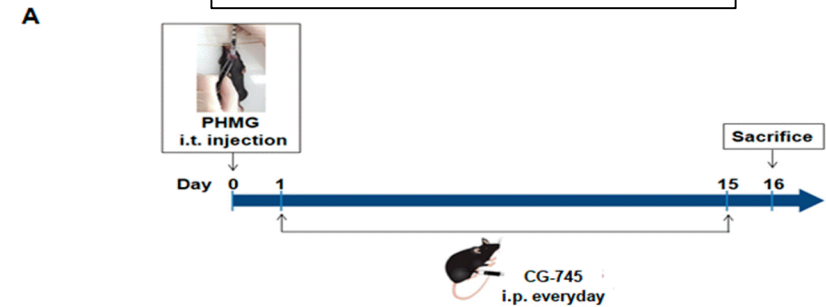 A
PHMG
i.t. injection
Sacrifice
Day 0 1 15 16
CG-745
i.p. everyday